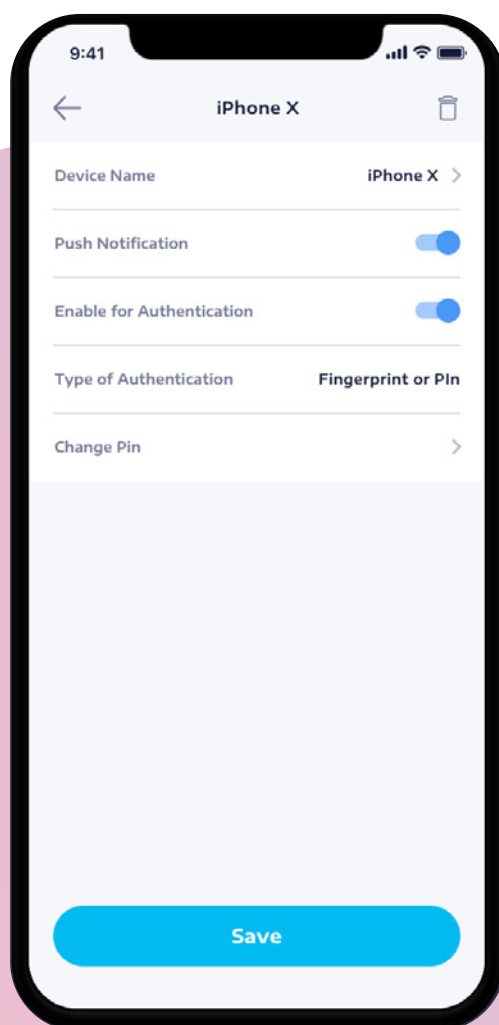 9:41
iPhone X
Device Name iPhone X
Push Notification
Enable for Authentication
Type of Authentication Fingerprint or PIn
Change Pin
Save